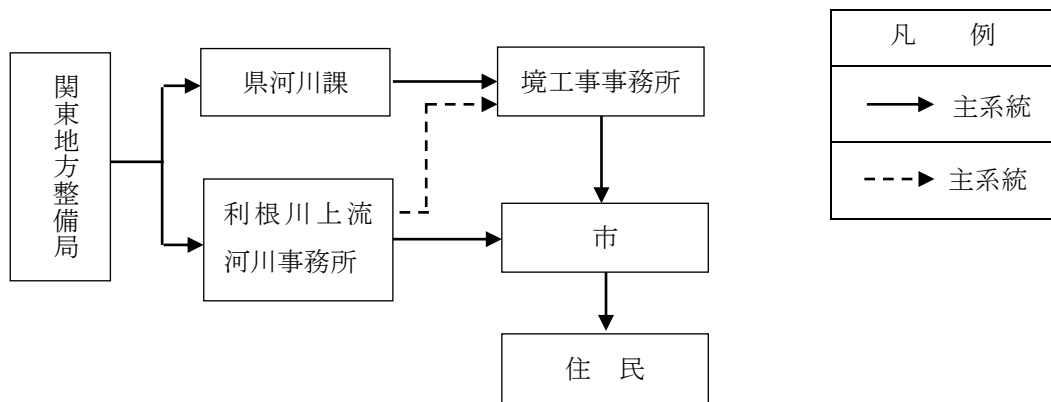 関東地方整備局
県河川課
境工事事務所
利根川上流
河川事務所
市
住　民
凡　例
主系統
主系統